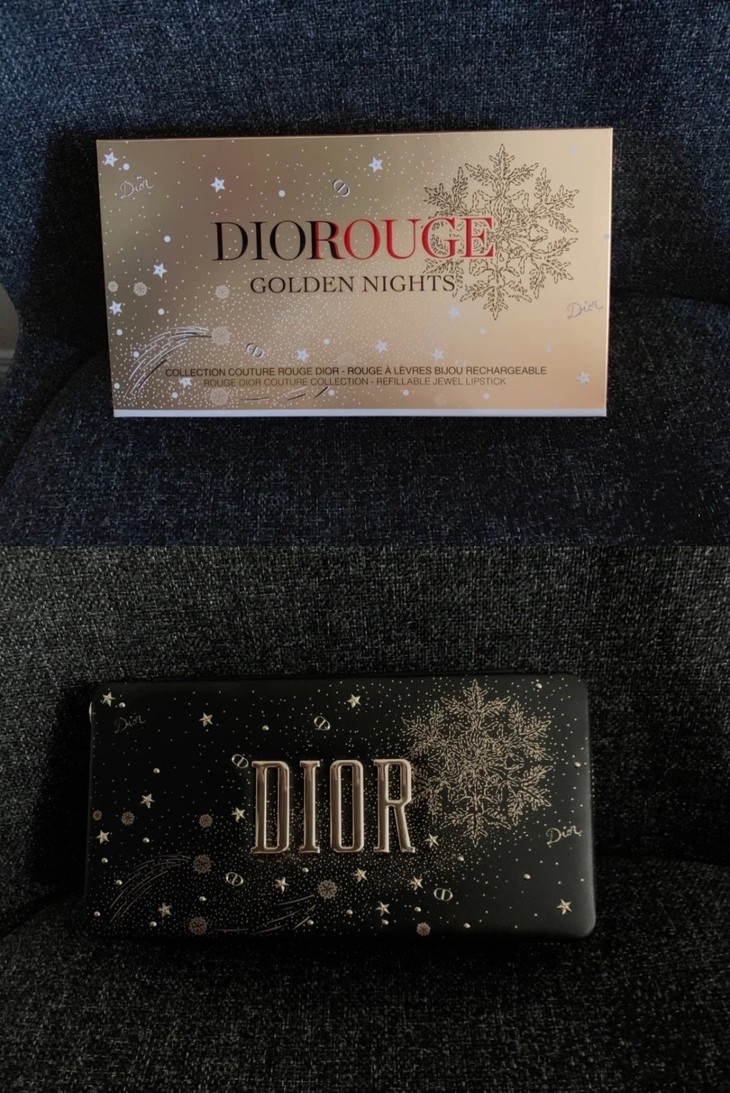 Dior
DIOROUGE
GOLDEN NIGHTS
Dior
COLLECTION COUTURE ROUGE DIOR - ROUGE À LÈVRES BIJOU RECHARGEABLE
ROUGE DIOR COUTURE COLLECTION - REFILLABLE JEWEL LIPSTICK
Dior
DIOR
Dior